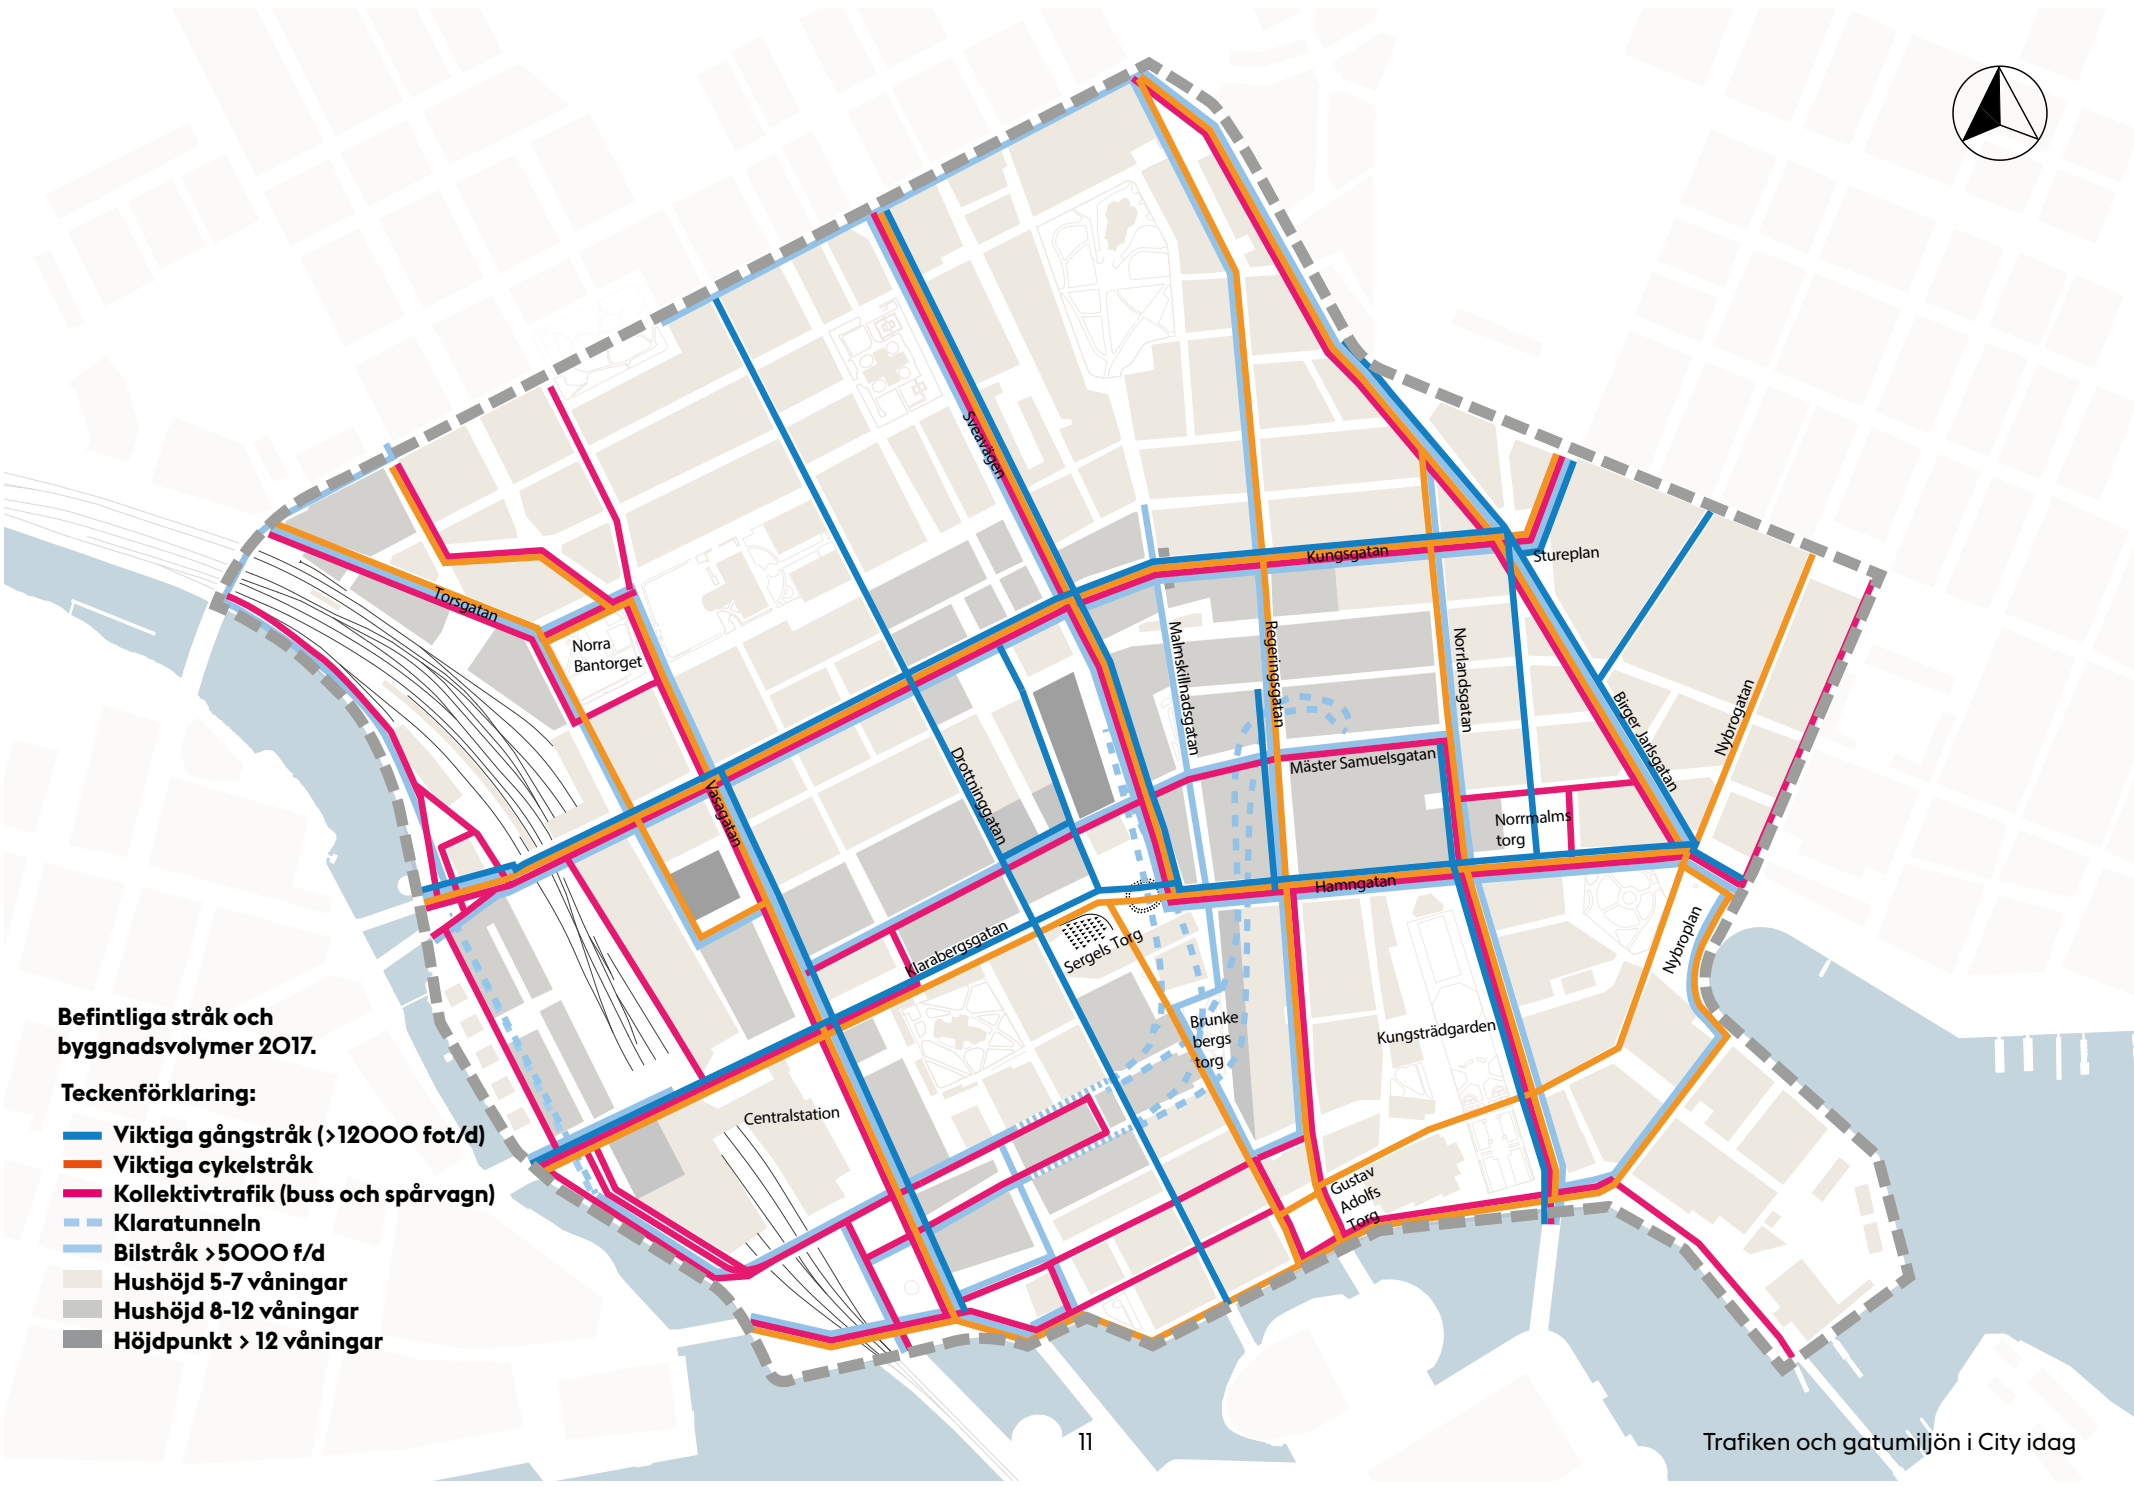 Sveavägen
Kungsgatan
Stureplan
Torsgatan
Norra
Bantorget
Malmskillnadsgatan
Regeringsgatan
Norrlandsgatan
Birger Jarlsgatan
Nybrogatan
Vasagatan
Drottninggatan
Mäster Samuelsgatan
Norrmalms
torg
Hamngatan
Klarabergsgatan
Sergels Torg
Nybroplan
Brunke
bergs
torg
Kungsträdgarden
Centralstation
Gustav
Adolfs
Torg
Befintliga stråk och
byggnadsvolymer 2017.
Teckenförklaring:
Viktiga gångstråk (>12000 fot/d)
Viktiga cykelstråk
Kollektivtrafik (buss och spårvagn)
Klaratunneln
Bilstråk >5000 f/d
Hushöjd 5-7 våningar
Hushöjd 8-12 våningar
Höjdpunkt > 12 våningar
11
Trafiken och gatumiljön i City idag